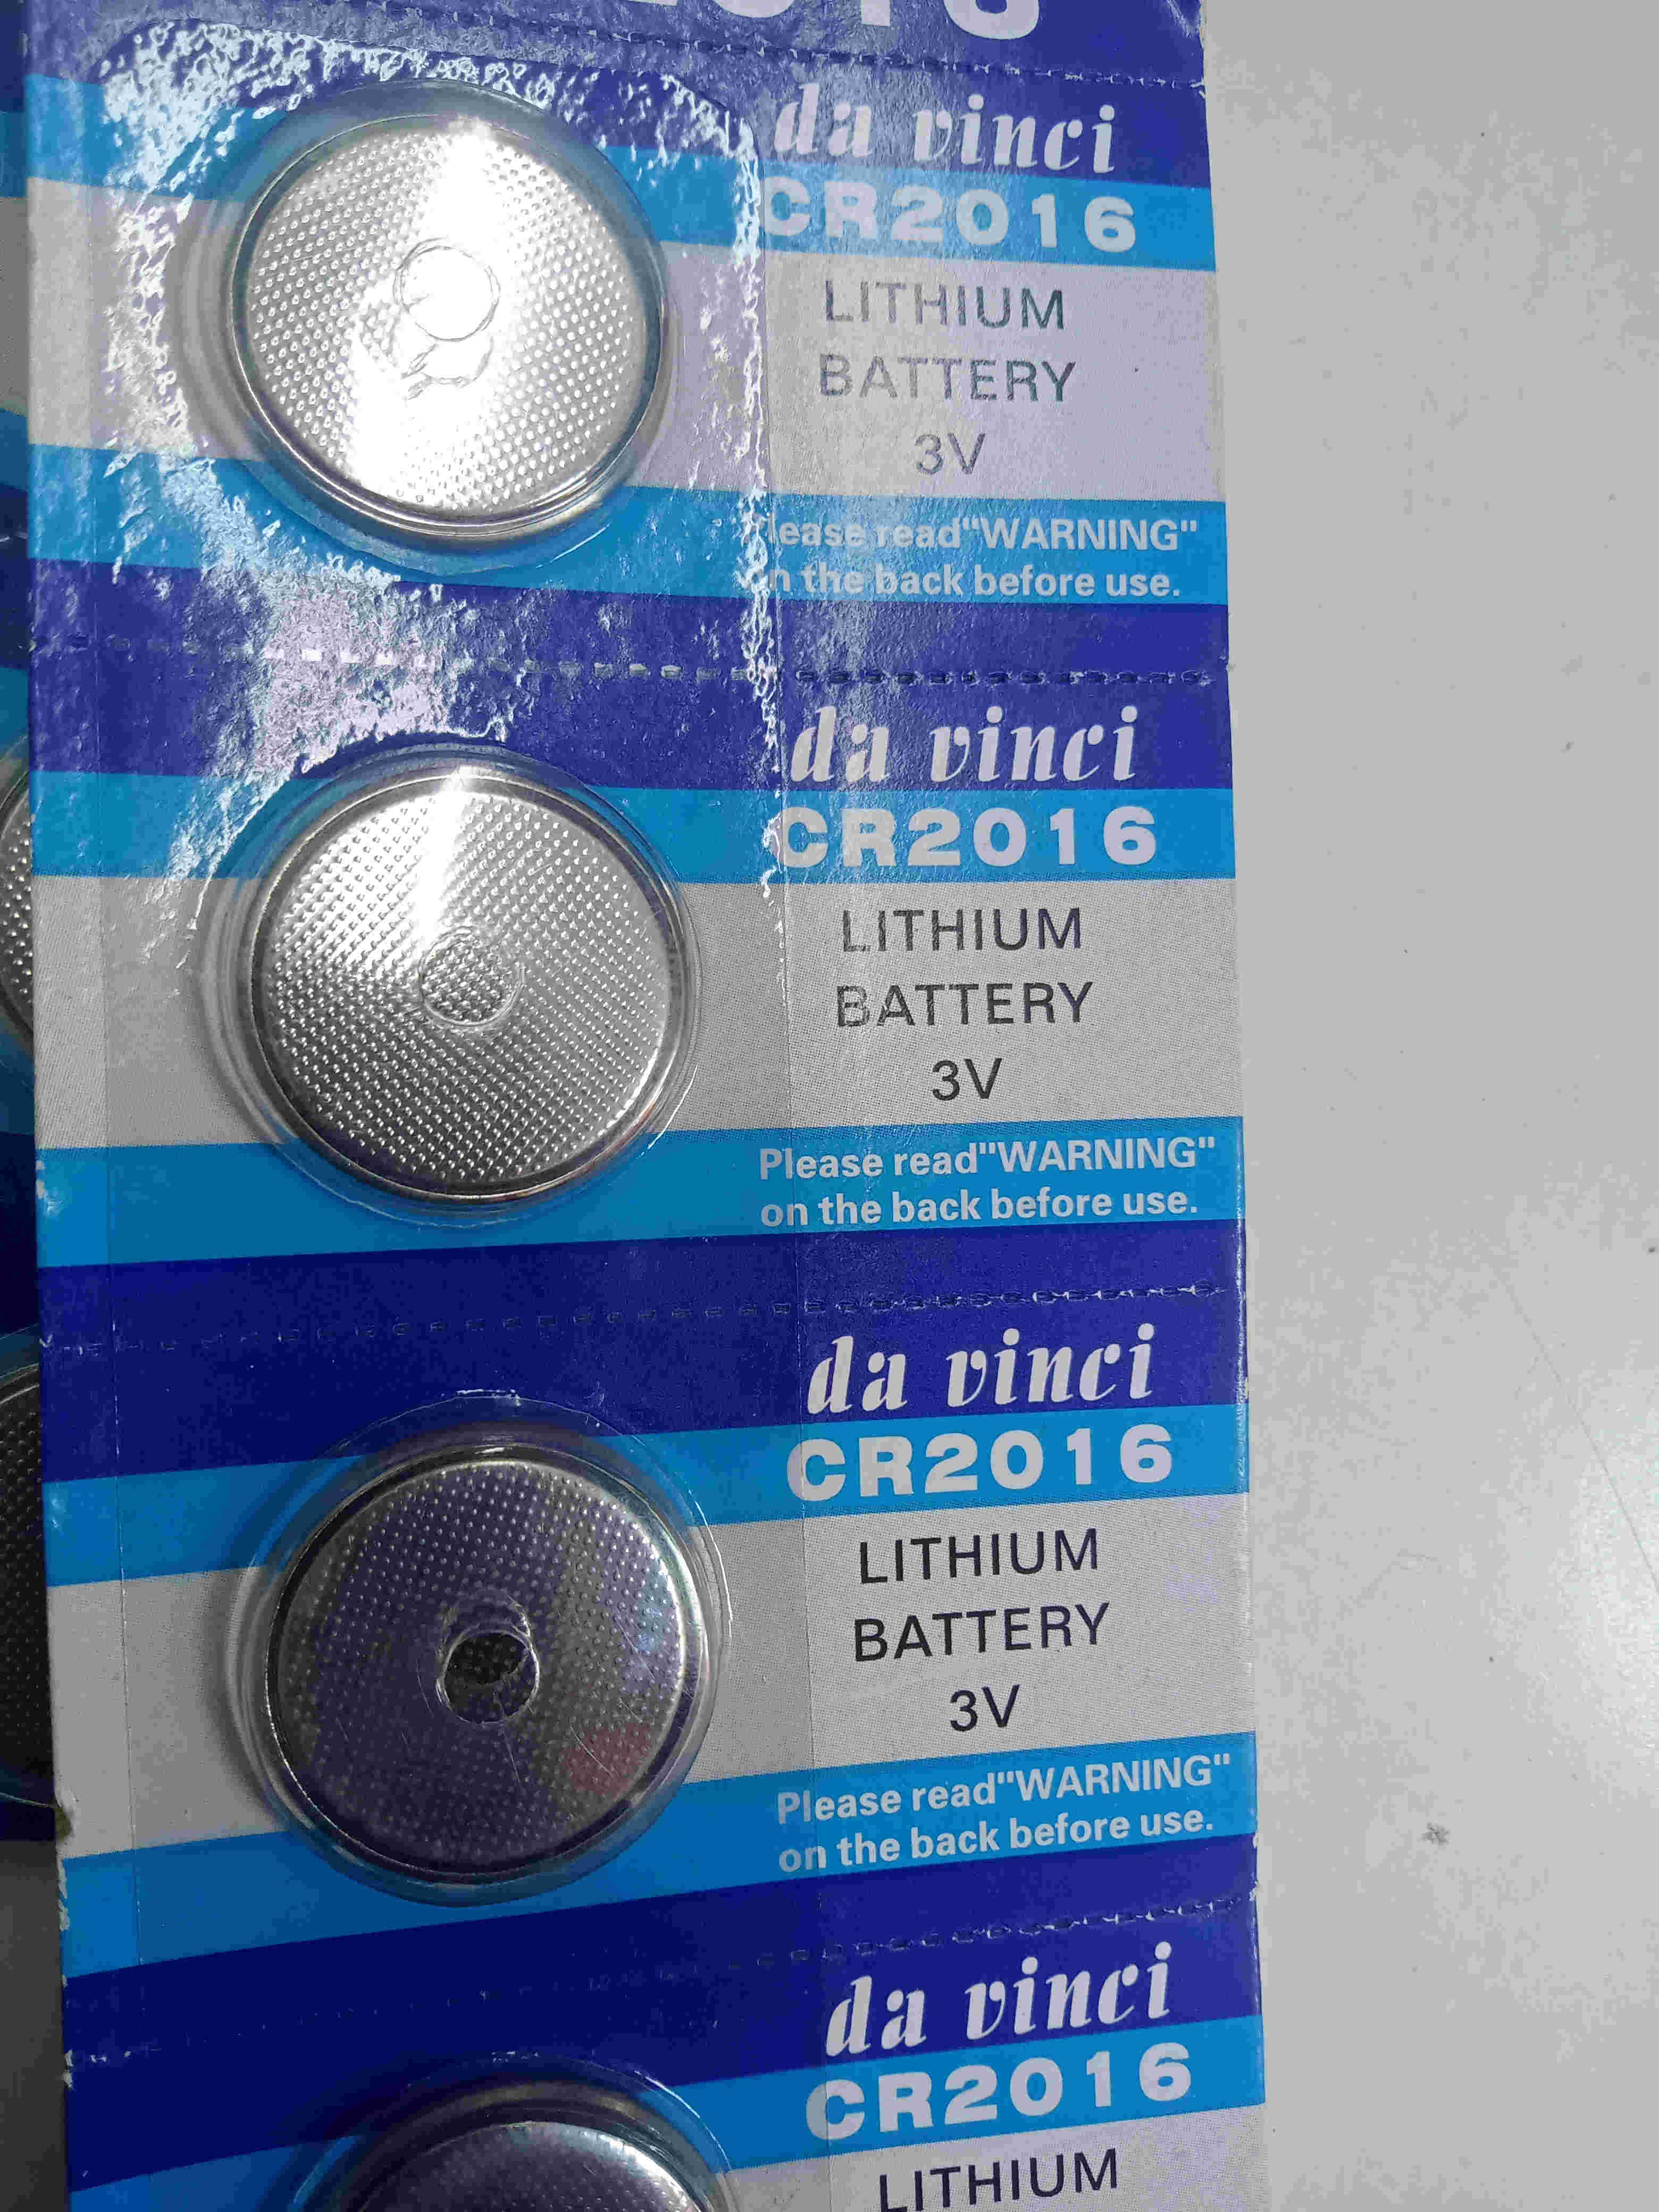 2016
da vinci
CR2016
LITHIUM
BATTERY
3V
lease read"WARNING"
n the back before use.
da vinci
CR2016
LITHIUM
BATTERY
3V
Please read"WARNING"
on the back before use.
da vinci
CR2016
LITHIUM
BATTERY
3V
Please read"WARNING"
on the back before use.
da vinci
CR2016
LITHIUM